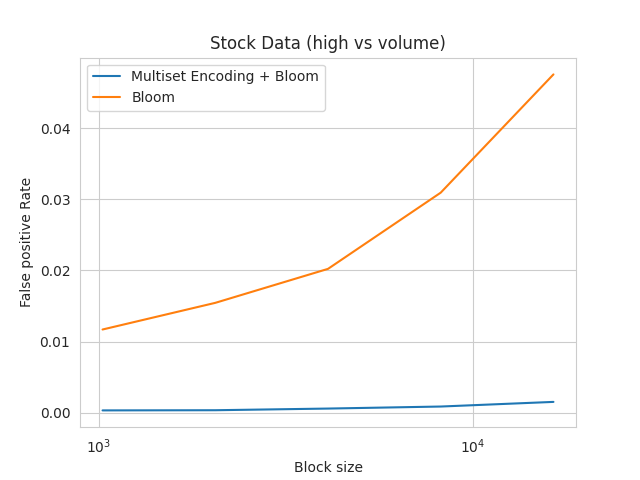 Stock Data (high vs volume)
Multiset Encoding + Bloom
Bloom
False positive Rate
0.04
0.03
0.02
0.01
0.00
10³
10⁴
Block size